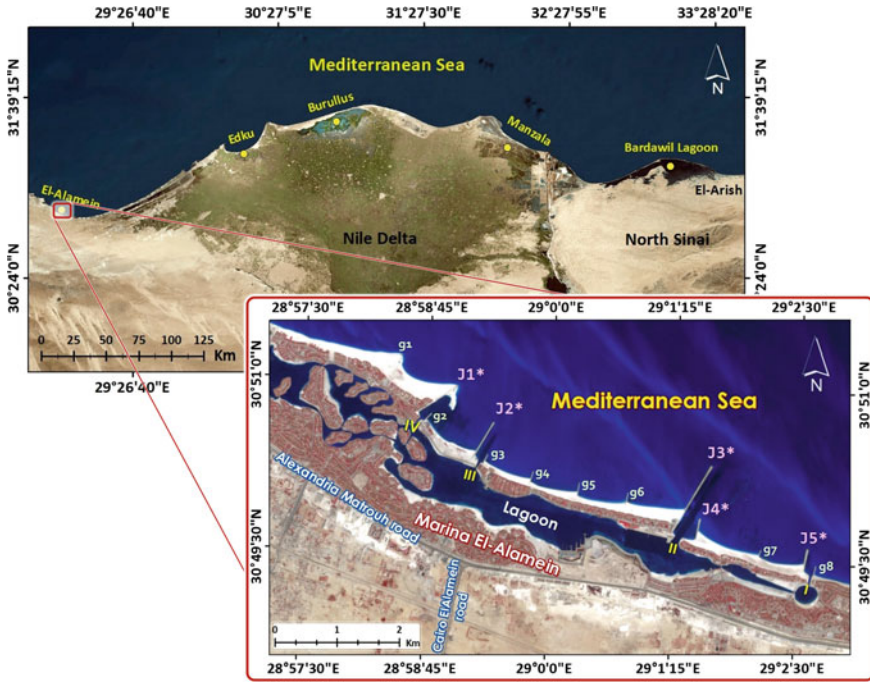 29°26'40"E 30°27'5"E 31°27'30"E 32°27'55"E 33°28'20"E
31°39'15"N
31°39'15"N
Mediterranean Sea
N
Burullus
Edku
Manzala
Bardawil Lagoon
El-Arish
El-Alamein
Nile Delta
North Sinai
30°24'0"N
30°24'0"N
0 25 50 75 100 125
Km
29°26'40"E
28°57'30"E 28°58'45"E 29°0'0"E 29°1'15"E 29°2'30"E
30°51'0"N
30°51'0"N
g1
J1*
N
Mediterranean Sea
J2*
g2
IV
g3
III
g4
g5
g6
J3*
J4*
Lagoon
Alexandria Matrouh road
Marina El-Alamein
II
g7
J5*
g8
I
30°49'30"N
30°49'30"N
Cairo ElAlamein
road
0 1 2
Km
28°57'30"E 28°58'45"E 29°0'0"E 29°1'15"E 29°2'30"E